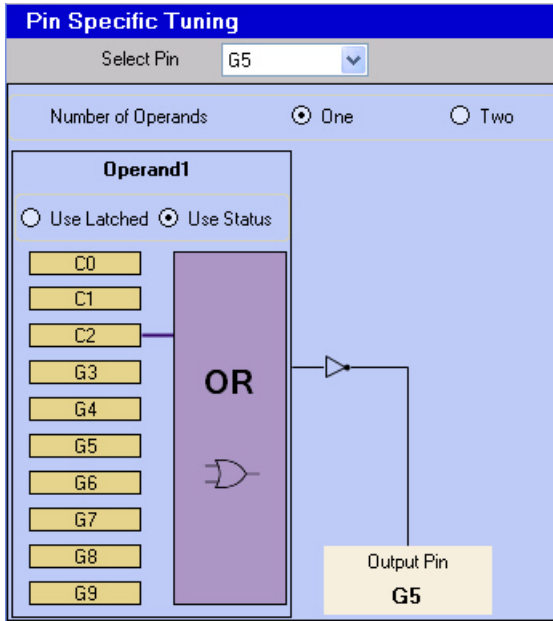 Pin Specific Tuning
Select Pin G5
Number of Operands One Two
Operand1
Use Latched Use Status
C0
C1
C2
G3
G4
G5
G6
G7
G8
G9
OR
Output Pin
G5